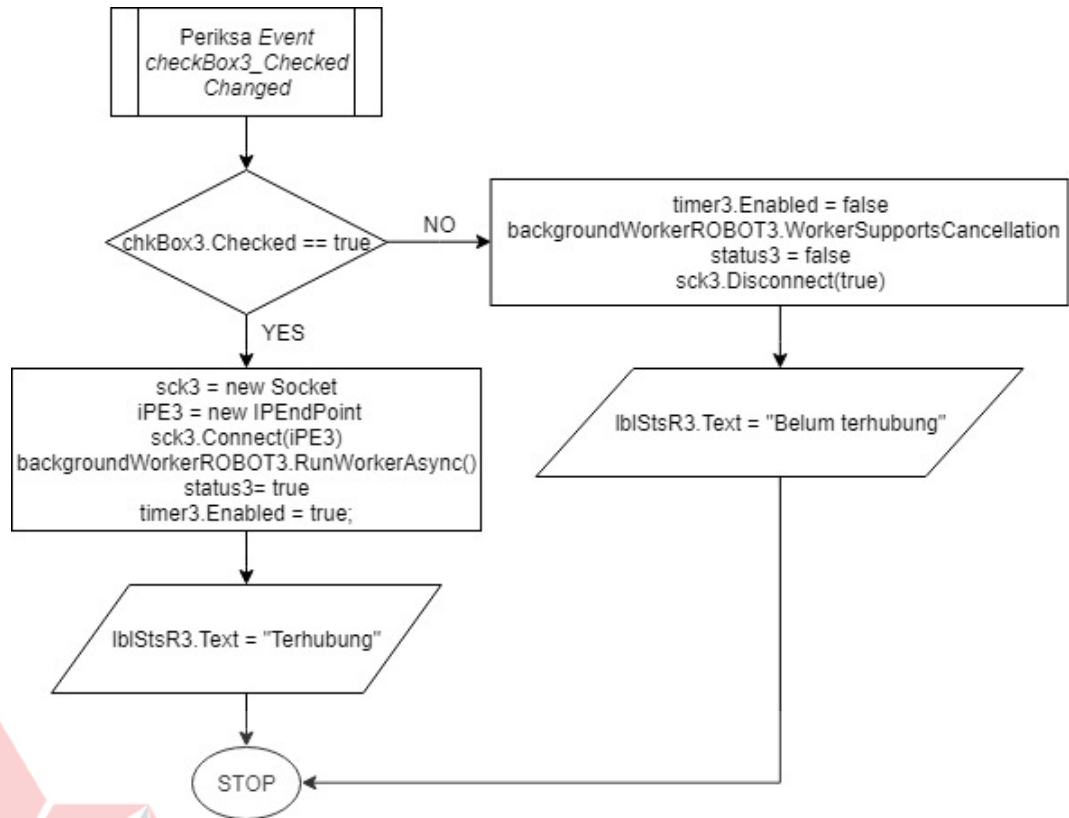 Periksa Event
checkBox3_Checked
Changed
chkBox3.Checked == true
NO
timer3.Enabled = false
backgroundWorkerROBOT3.WorkerSupportsCancellation
status3 = false
sck3.Disconnect(true)
YES
sck3 = new Socket
iPE3 = new IPEndPoint
sck3.Connect(iPE3)
backgroundWorkerROBOT3.RunWorkerAsync()
status3= true
timer3.Enabled = true;
lblStsR3.Text = "Belum terhubung"
lblStsR3.Text = "Terhubung"
STOP